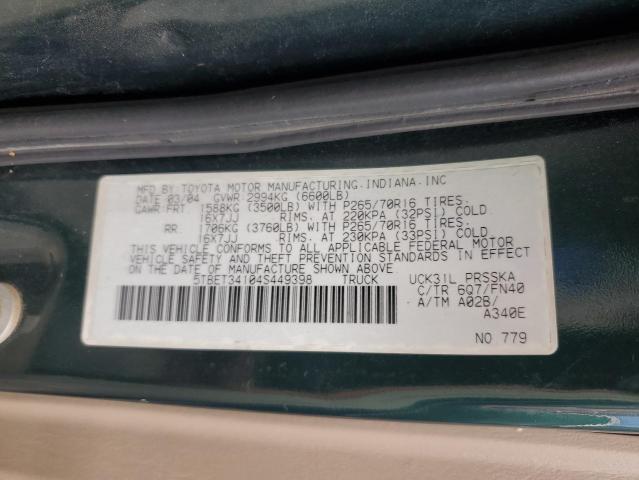 MFD.BY:TOYOTA MOTOR MANUFACTURING.INDIANA.INC
DATE:03/04 GVWR:2994KG (6600LB)
GAWR:FRT 1588KG (3500LB) WITH P265/70R16 TIRES.
16X7JJ RIMS. AT 220KPA (32PSI) COLD
RR 1706KG (3760LB) WITH P265/70R16 TIRES.
16X7JJ RIMS. AT 230KPA (33PSI) COLD.
THIS VEHICLE CONFORMS TO ALL APPLICABLE FEDERAL MOTOR
VEHICLE SAFETY AND THEFT PREVENTION STANDARDS IN EFFECT
ON THE DATE OF MANUFACTURE SHOWN ABOVE.
5TBET34104S449398 TRUCK UCK31L PRSSKA
C/TR 6Q7/FN40
A/TM A02B/
A340E
NO 779